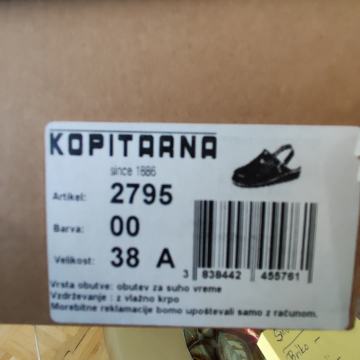 KOPITARNA
since 1886
Artikel: 2795
Barva: 00
Velikost: 38 A
3 838442 455761
Vrsta obutve: obutev za suho vreme
Vzdrževanje : z vlažno krpo
Morebitne reklamacije bomo upoštevali samo z računom.